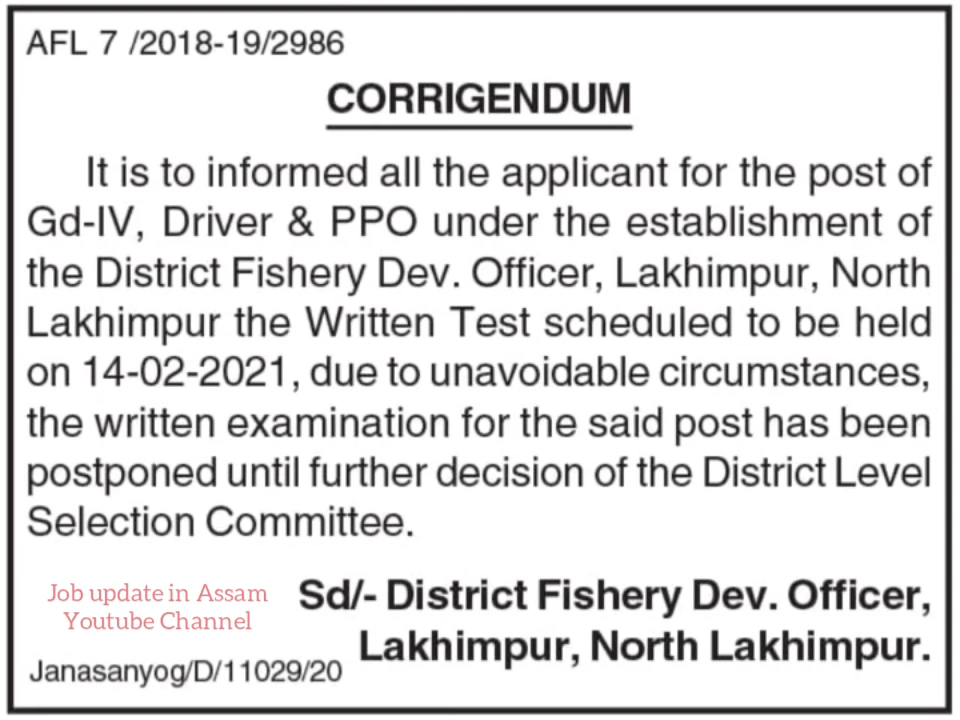 AFL 7 /2018-19/2986
CORRIGENDUM
It is to informed all the applicant for the post of
Gd-IV, Driver & PPO under the establishment of
the District Fishery Dev. Officer, Lakhimpur, North
Lakhimpur the Written Test scheduled to be held
on 14-02-2021, due to unavoidable circumstances,
the written examination for the said post has been
postponed until further decision of the District Level
Selection Committee.
Job update in Assam
Youtube Channel
Sd/- District Fishery Dev. Officer,
Lakhimpur, North Lakhimpur.
Janasanyog/D/11029/20